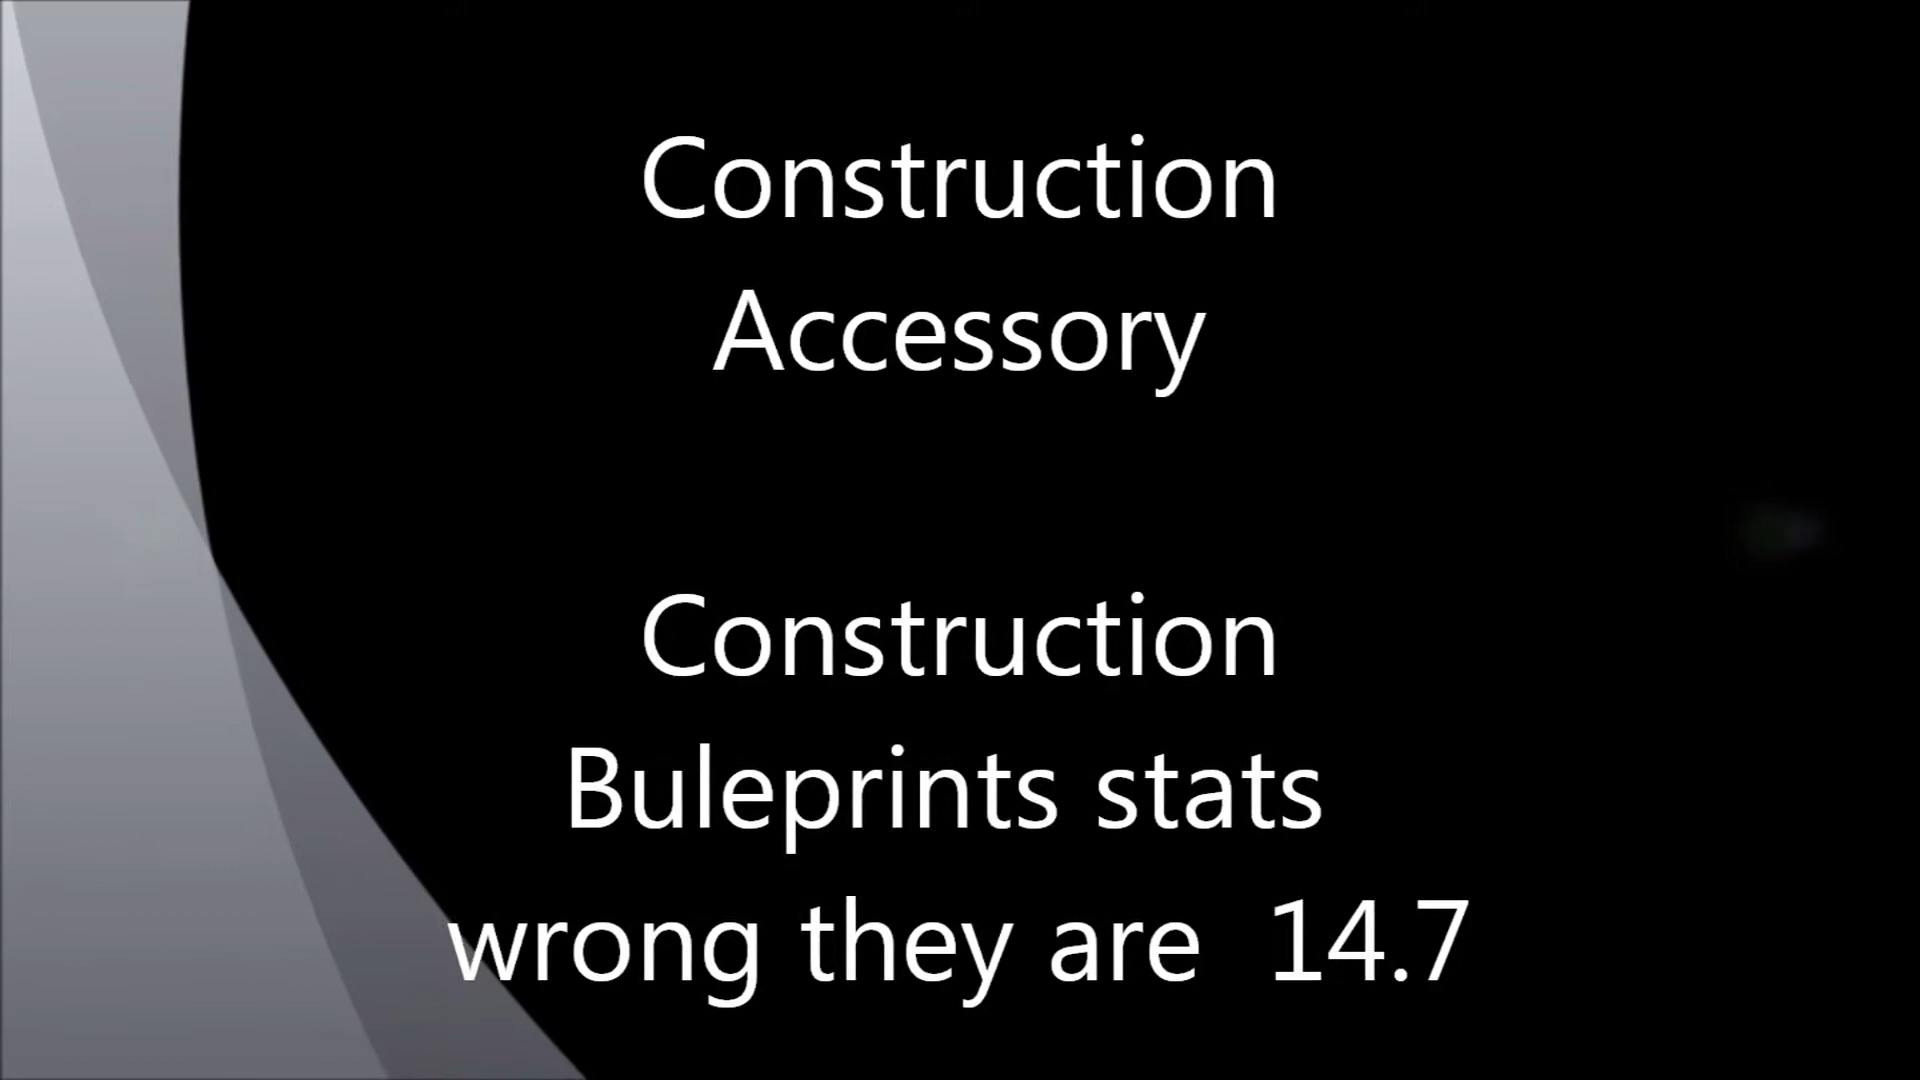 Construction
Accessory
Construction
Buleprints stats
wrong they are  14.7